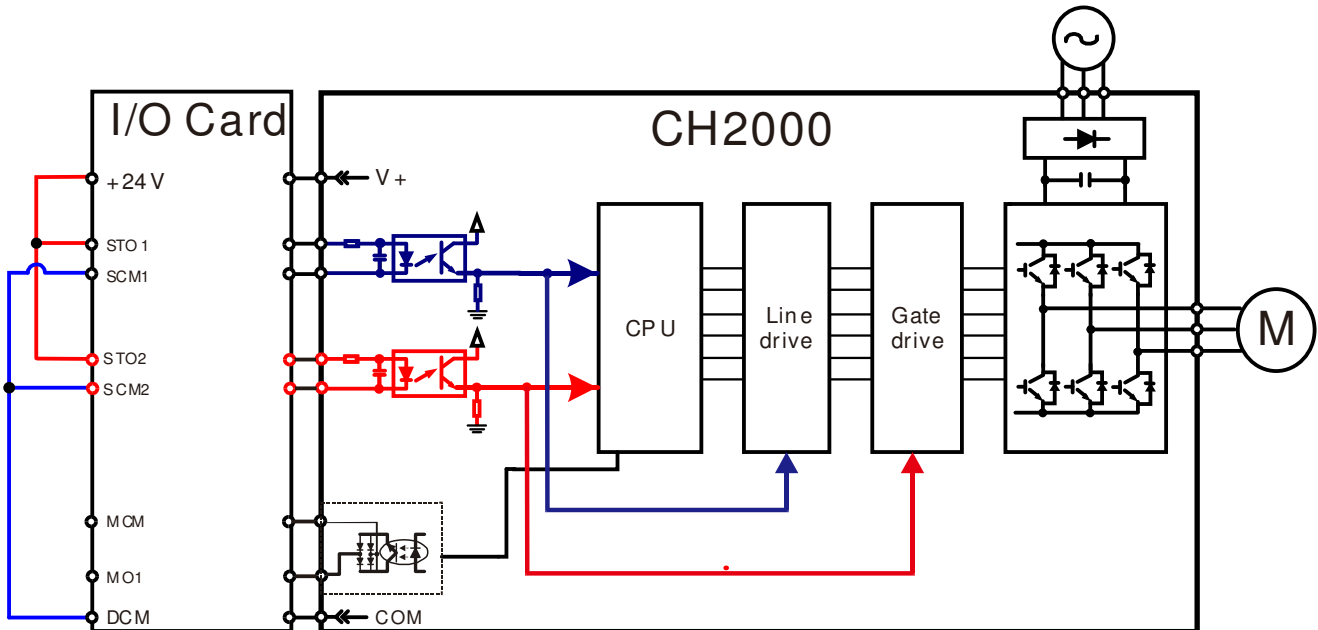 I/O Card
CH2000
+24V
V+
STO1
SCM1
STO2
SCM2
CPU
Line
drive
Gate
drive
M
MCM
MO1
DCM
COM